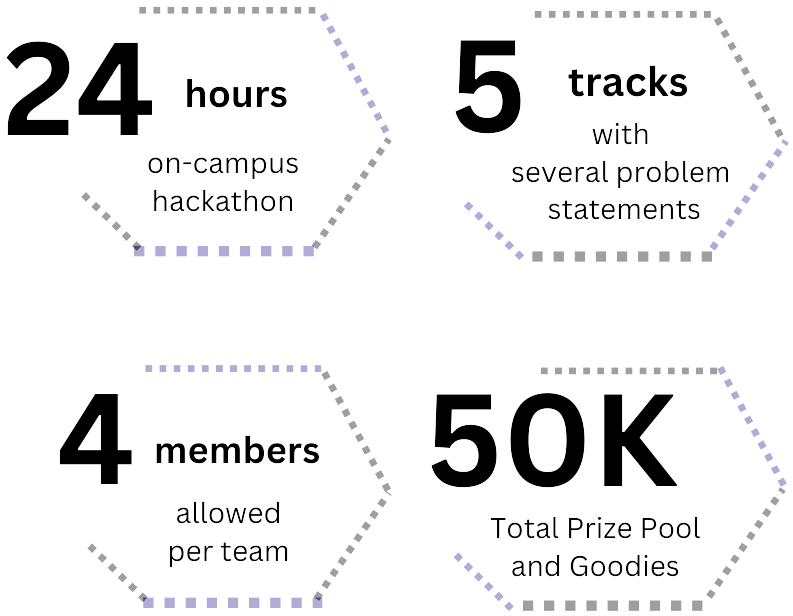 24 hours
on-campus
hackathon
5 tracks
with
several problem
statements
4 members
allowed
per team
50K
Total Prize Pool
and Goodies